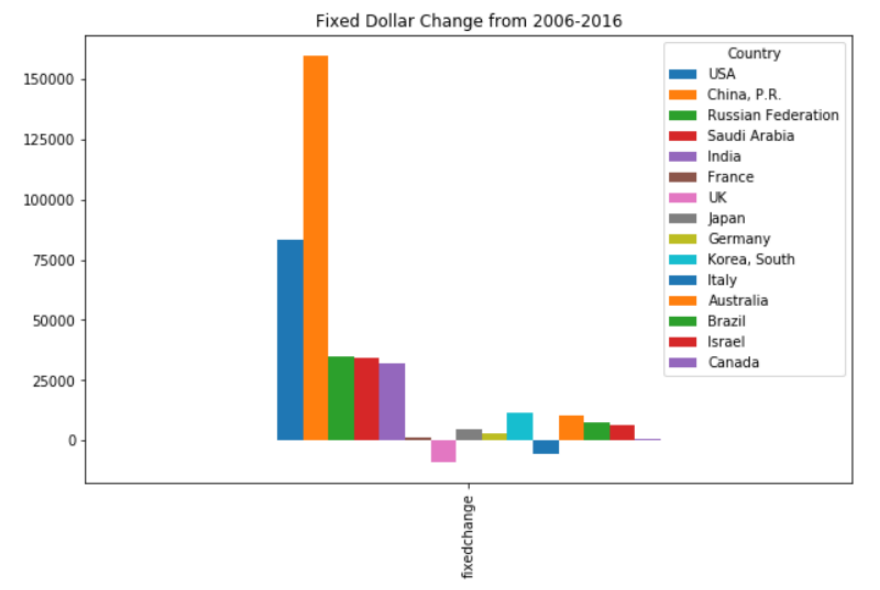 Fixed Dollar Change from 2006-2016
150000
125000
100000
75000
50000
25000
0
Country
USA
China, P.R.
Russian Federation
Saudi Arabia
India
France
UK
Japan
Germany
Korea, South
Italy
Australia
Brazil
Israel
Canada
fixedchange